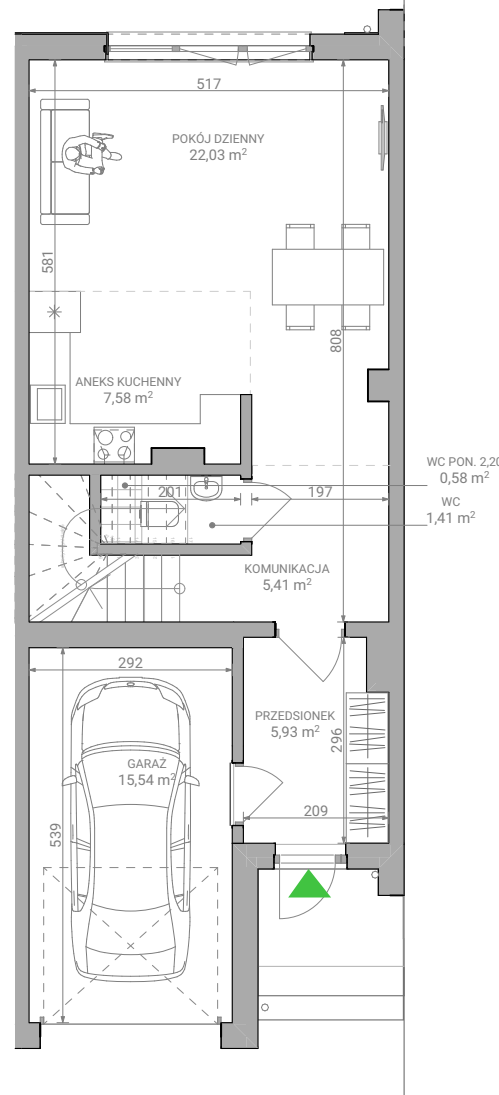 517
POKÓJ DZIENNY
22,03 m²
581
808
ANEKS KUCHENNY
7,58 m²
WC PON. 2,20
0,58 m²
201
197
WC
1,41 m²
KOMUNIKACJA
5,41 m²
292
PRZEDSIONEK
5,93 m²
296
GARAŻ
15,54 m²
209
539